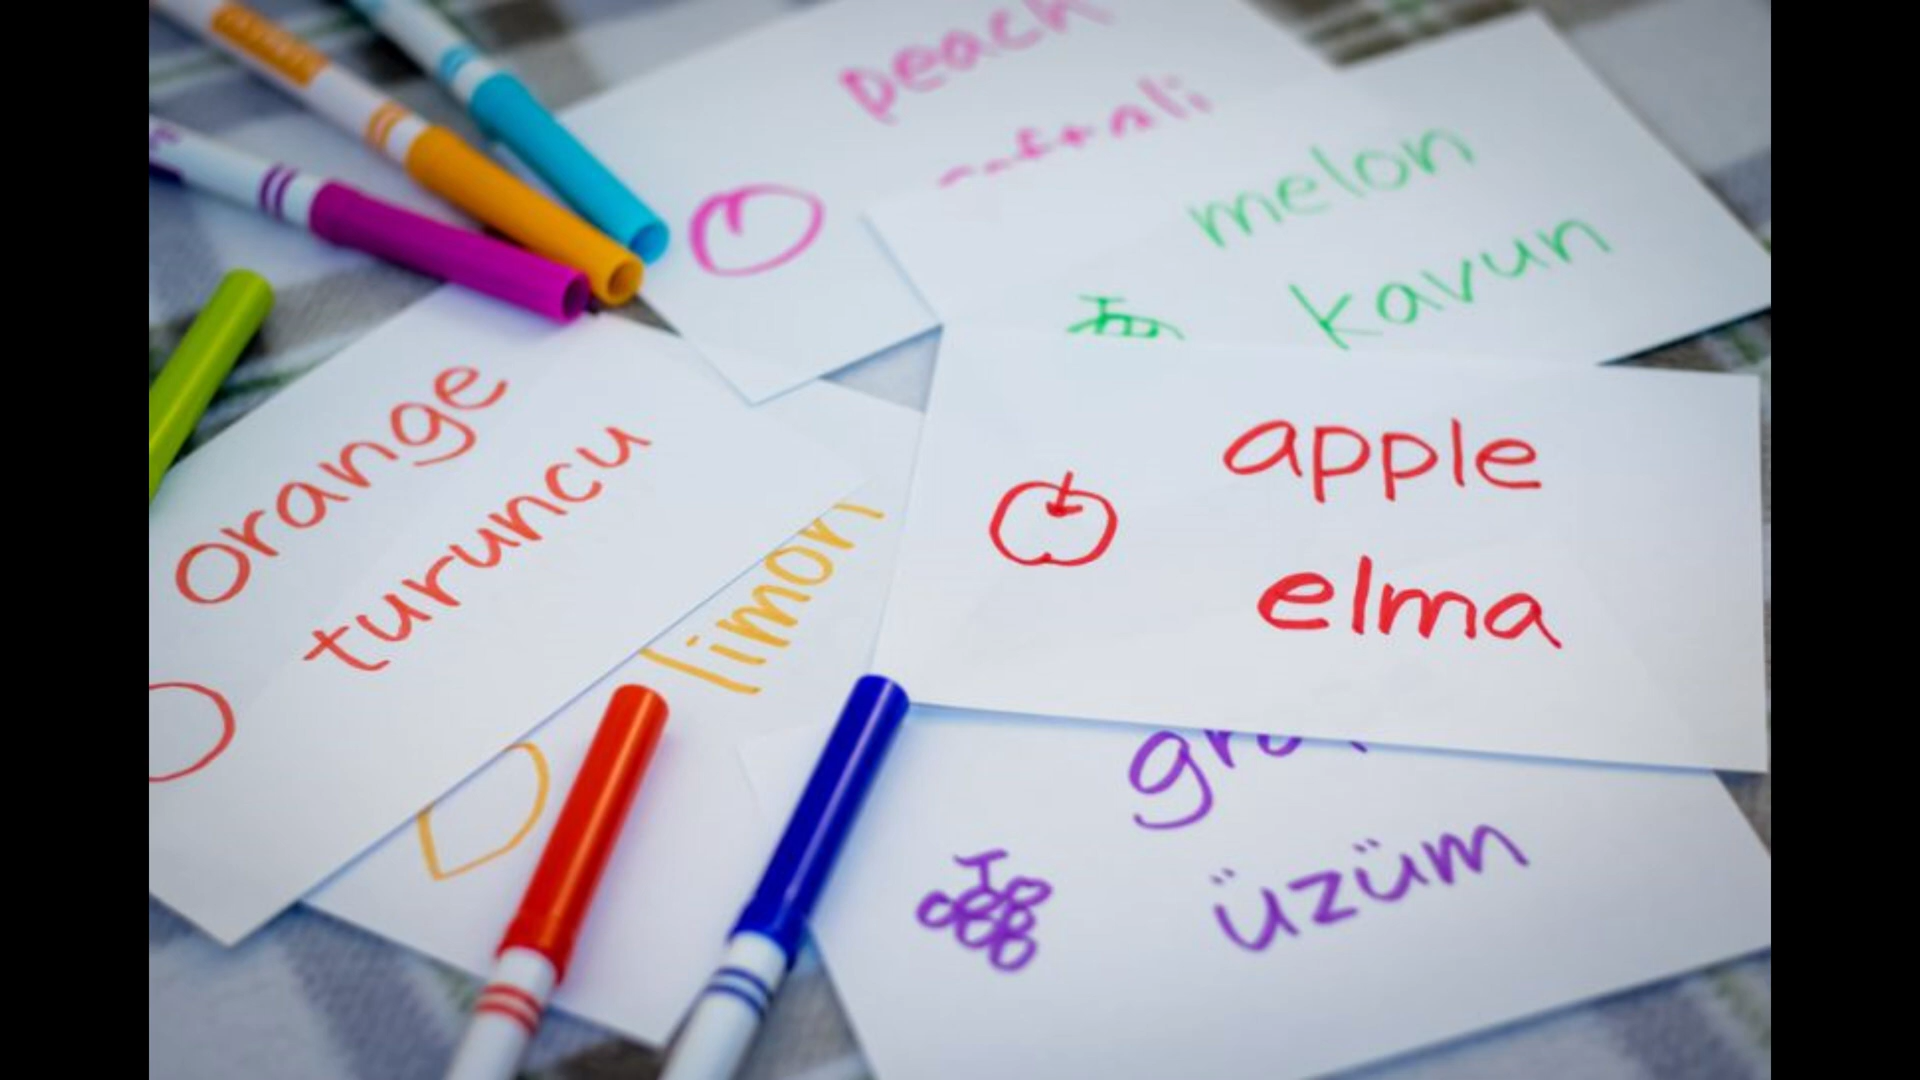 peach
melon
kavun
orange
turuncu
limon
apple
elma
üzüm